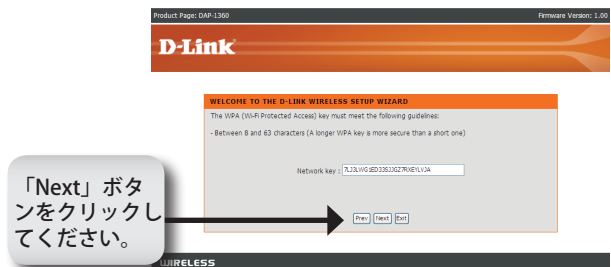 Product Page: DAP-1360
Firmware Version: 1.00
D-Link
WELCOME TO THE D-LINK WIRELESS SETUP WIZARD
The WPA (Wi-Fi Protected Access) key must meet the following guidelines:
- Between 8 and 63 characters (A longer WPA key is more secure than a short one)
Network key : 7LJ3LWG1ED33SJJGZ7RXEYLVJA
「Next」ボタ
ンをクリックし
てください。
Prev Next Exit
WIRELESS